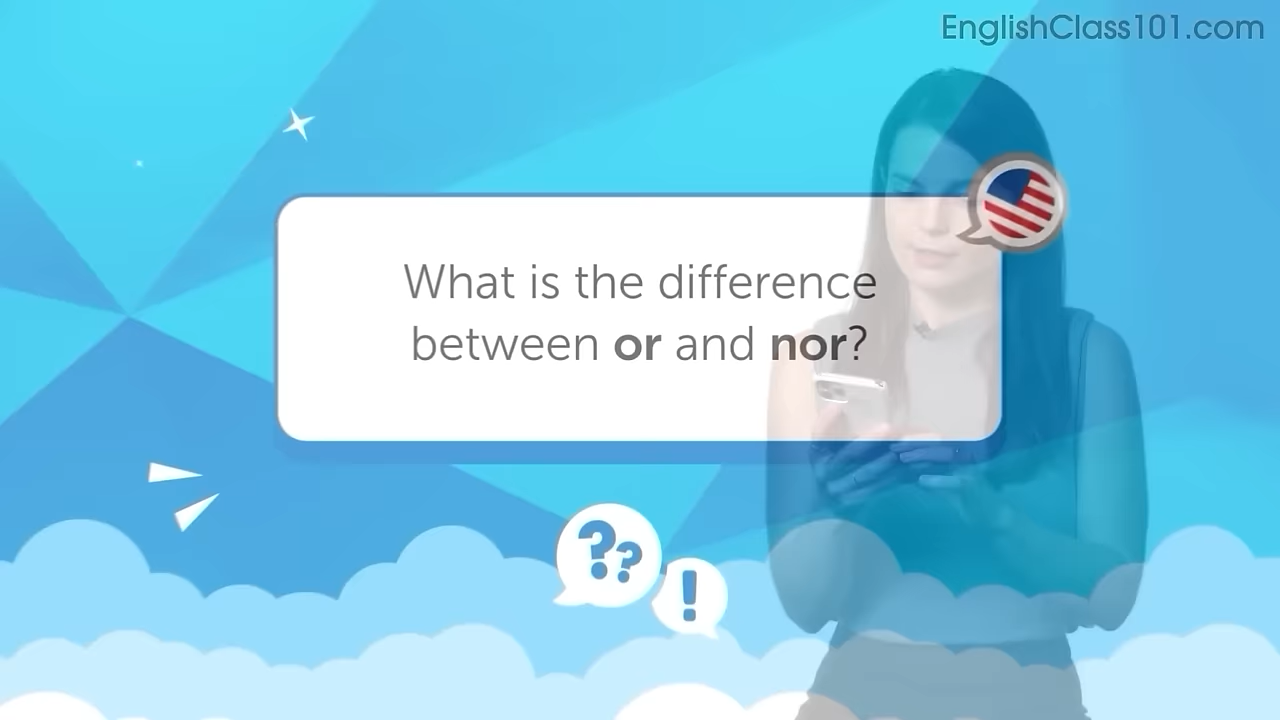 EnglishClass101.com
What is the difference
between or and nor?
??
!